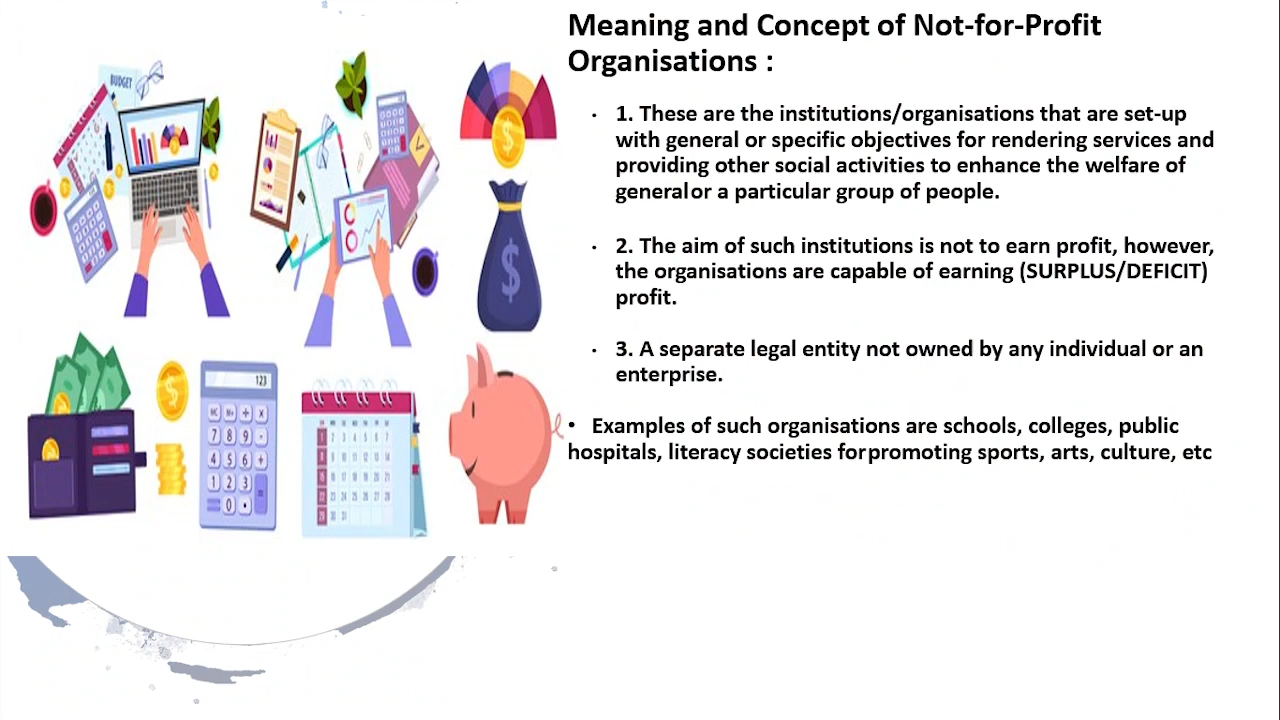 Meaning and Concept of Not-for-Profit
Organisations :
• 1. These are the institutions/organisations that are set-up
with general or specific objectives for rendering services and
providing other social activities to enhance the welfare of
general or a particular group of people.
• 2. The aim of such institutions is not to earn profit, however,
the organisations are capable of earning (SURPLUS/DEFICIT)
profit.
• 3. A separate legal entity not owned by any individual or an
enterprise.
• Examples of such organisations are schools, colleges, public
hospitals, literacy societies for promoting sports, arts, culture, etc
BUDGET
123